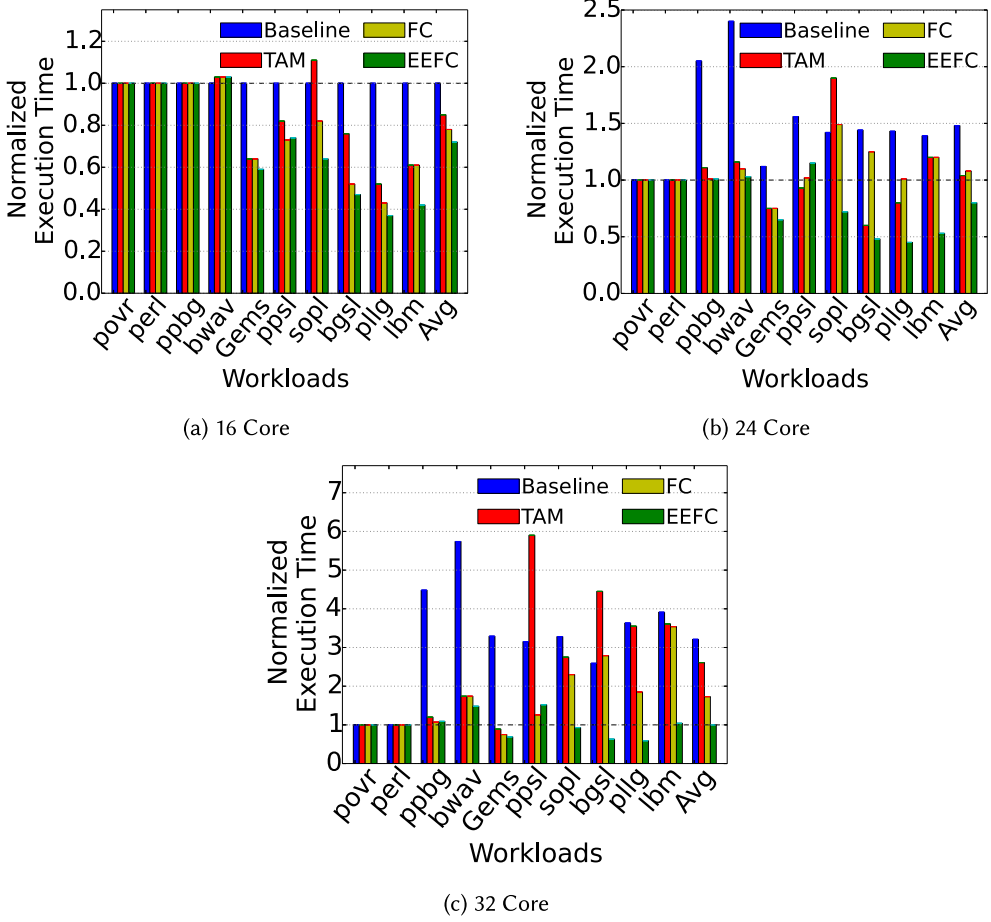 Normalized
Execution Time
1.2
1.0
0.8
0.6
0.4
0.2
0.0
Baseline
FC
TAM
EEFC
povr
perl
ppbg
bwav
Gems
ppsl
sopl
bgsl
pllg
lbm
Avg
Workloads
(a) 16 Core
Normalized
Execution Time
2.5
2.0
1.5
1.0
0.5
0.0
Baseline
FC
TAM
EEFC
povr
perl
ppbg
bwav
Gems
ppsl
sopl
bgsl
pllg
lbm
Avg
Workloads
(b) 24 Core
Normalized
Execution Time
7
6
5
4
3
2
1
0
Baseline
FC
TAM
EEFC
povr
perl
ppbg
bwav
Gems
ppsl
sopl
bgsl
pllg
lbm
Avg
Workloads
(c) 32 Core